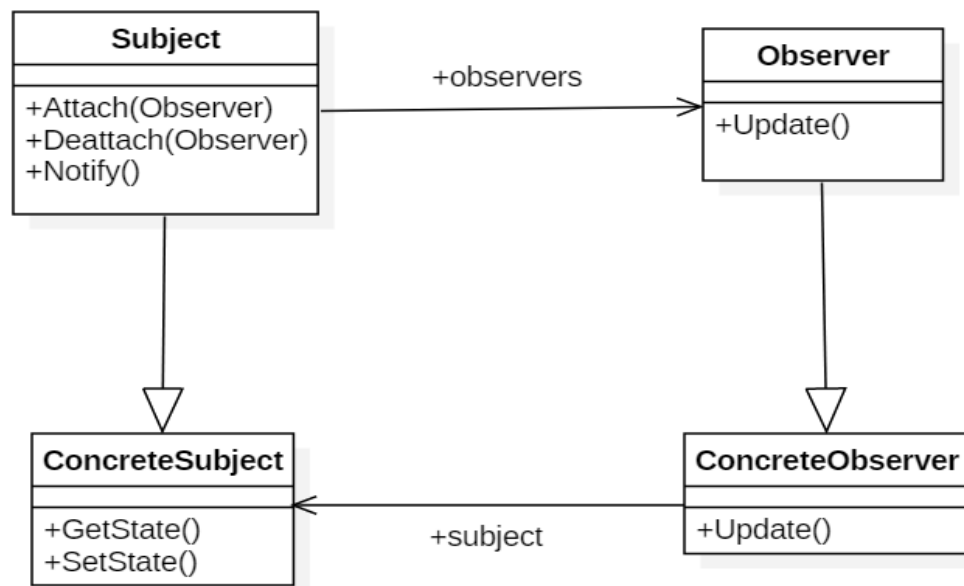 Subject
+Attach(Observer)
+Deattach(Observer)
+Notify()
+observers
Observer
+Update()
ConcreteSubject
+GetState()
+SetState()
+subject
ConcreteObserver
+Update()